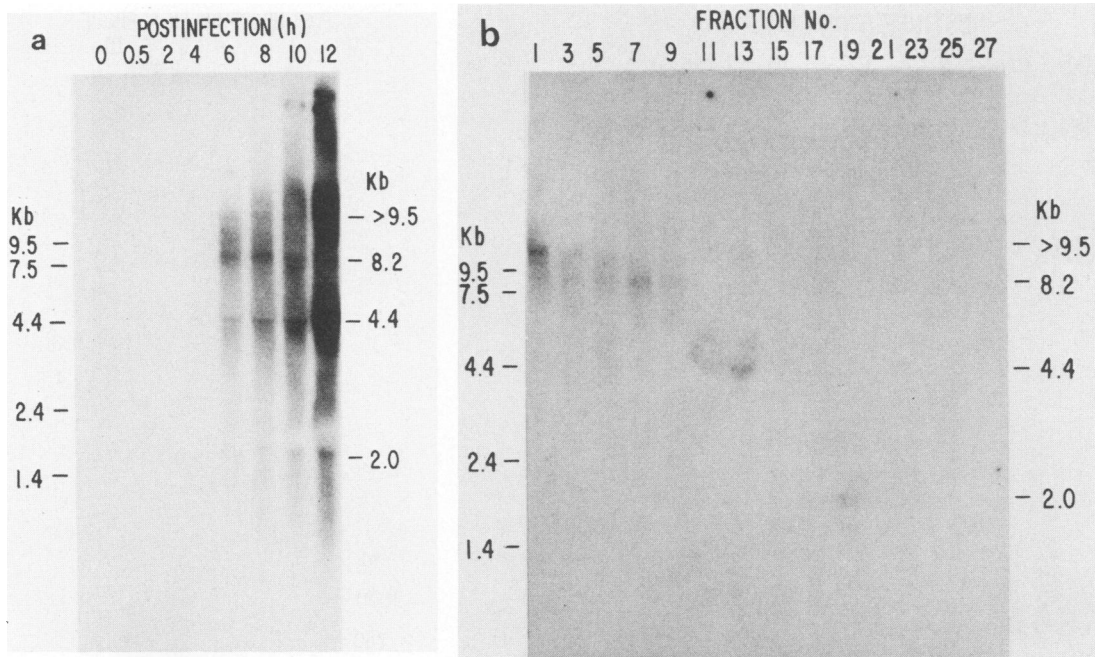 a
POSTINFECTION (h)
0 0.5 2 4 6 8 10 12
Kb
9.5 —
7.5 —
4.4 —
2.4 —
1.4 —
Kb
— >9.5
— 8.2
— 4.4
— 2.0
b
FRACTION No.
1 3 5 7 9 11 13 15 17 19 21 23 25 27
Kb
9.5 —
7.5 —
4.4 —
2.4 —
1.4 —
Kb
— >9.5
— 8.2
— 4.4
— 2.0